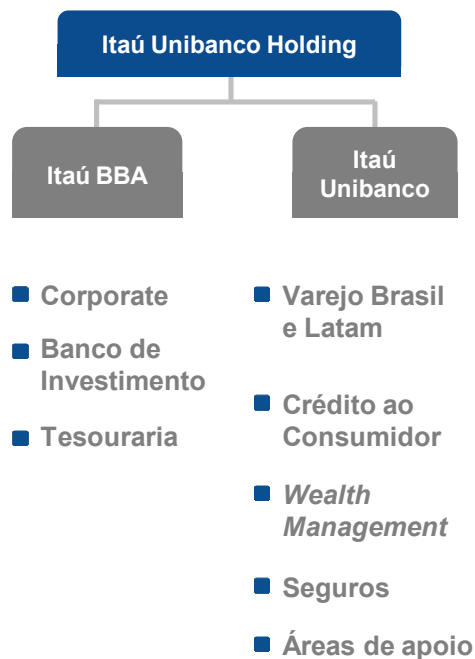 Itaú Unibanco Holding
Itaú BBA
Itaú
Unibanco
Corporate
Banco de
Investimento
Tesouraria
Varejo Brasil
e Latam
Crédito ao
Consumidor
Wealth
Management
Seguros
Áreas de apoio